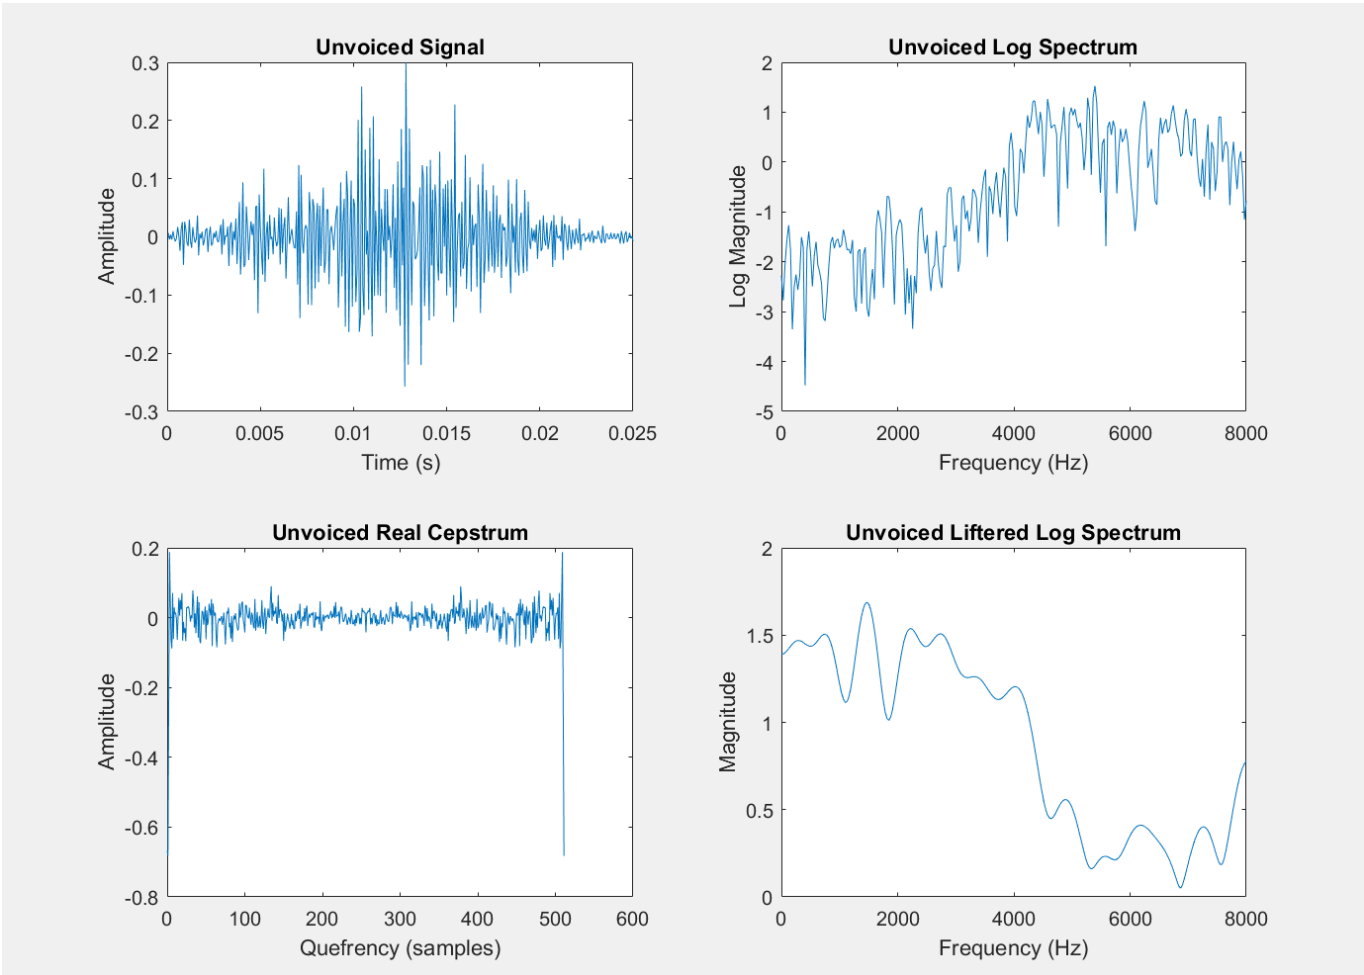 Unvoiced Signal
0.3
0.2
0.1
0
-0.1
-0.2
-0.3
Amplitude
0 0.005 0.01 0.015 0.02 0.025
Time (s)
Unvoiced Log Spectrum
2
1
0
-1
-2
-3
-4
-5
Log Magnitude
0 2000 4000 6000 8000
Frequency (Hz)
Unvoiced Real Cepstrum
0.2
0
-0.2
-0.4
-0.6
-0.8
Amplitude
0 100 200 300 400 500 600
Quefrency (samples)
Unvoiced Liftered Log Spectrum
2
1.5
1
0.5
0
Magnitude
0 2000 4000 6000 8000
Frequency (Hz)